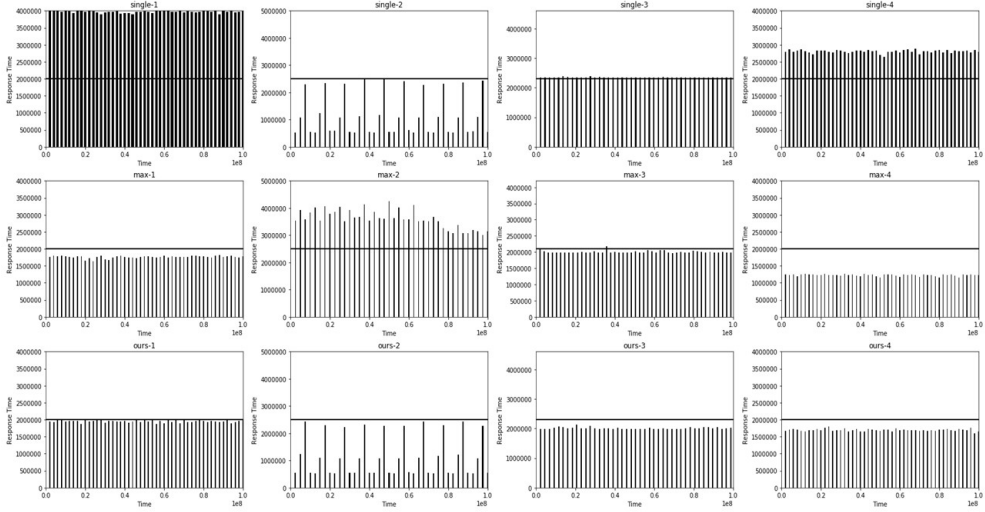 single-1
single-2
single-3
single-4
Response Time
4000000
3500000
3000000
2500000
2000000
1500000
1000000
500000
0
0.0 0.2 0.4 0.6 0.8 1.0
Time
1e8
Response Time
5000000
4000000
3000000
2000000
1000000
0
0.0 0.2 0.4 0.6 0.8 1.0
Time
1e8
Response Time
4000000
3000000
2000000
1000000
0
0.0 0.2 0.4 0.6 0.8 1.0
Time
1e8
Response Time
4000000
3500000
3000000
2500000
2000000
1500000
1000000
500000
0
0.0 0.2 0.4 0.6 0.8 1.0
Time
1e8
max-1
max-2
max-3
max-4
Response Time
4000000
3500000
3000000
2500000
2000000
1500000
1000000
500000
0
0.0 0.2 0.4 0.6 0.8 1.0
Time
1e8
Response Time
5000000
4000000
3000000
2000000
1000000
0
0.0 0.2 0.4 0.6 0.8 1.0
Time
1e8
Response Time
4000000
3500000
3000000
2500000
2000000
1500000
1000000
500000
0
0.0 0.2 0.4 0.6 0.8 1.0
Time
1e8
Response Time
4000000
3500000
3000000
2500000
2000000
1500000
1000000
500000
0
0.0 0.2 0.4 0.6 0.8 1.0
Time
1e8
ours-1
ours-2
ours-3
ours-4
Response Time
4000000
3500000
3000000
2500000
2000000
1500000
1000000
500000
0
0.0 0.2 0.4 0.6 0.8 1.0
Time
1e8
Response Time
5000000
4000000
3000000
2000000
1000000
0
0.0 0.2 0.4 0.6 0.8 1.0
Time
1e8
Response Time
4000000
3000000
2000000
1000000
0
0.0 0.2 0.4 0.6 0.8 1.0
Time
1e8
Response Time
4000000
3500000
3000000
2500000
2000000
1500000
1000000
500000
0
0.0 0.2 0.4 0.6 0.8 1.0
Time
1e8